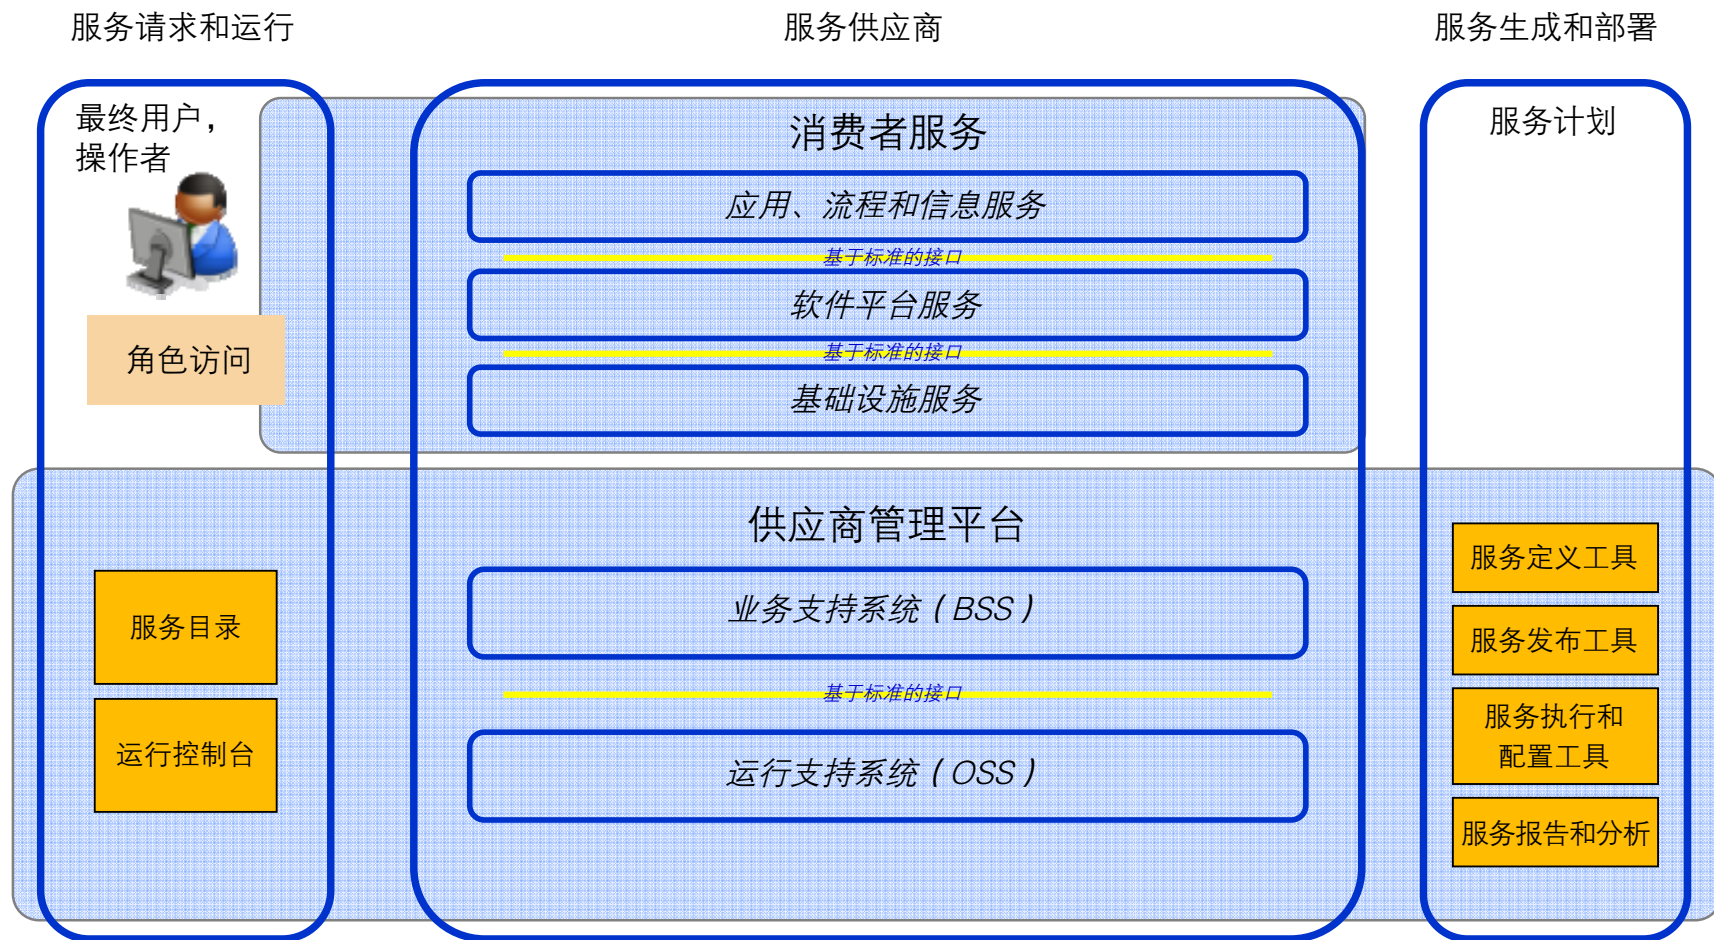 服务请求和运行
服务供应商
服务生成和部署
最终用户，
操作者
角色访问
服务目录
运行控制台
消费者服务
应用、流程和信息服务
基于标准的接口
软件平台服务
基于标准的接口
基础设施服务
供应商管理平台
业务支持系统（BSS）
基于标准的接口
运行支持系统（OSS）
服务计划
服务定义工具
服务发布工具
服务执行和
配置工具
服务报告和分析